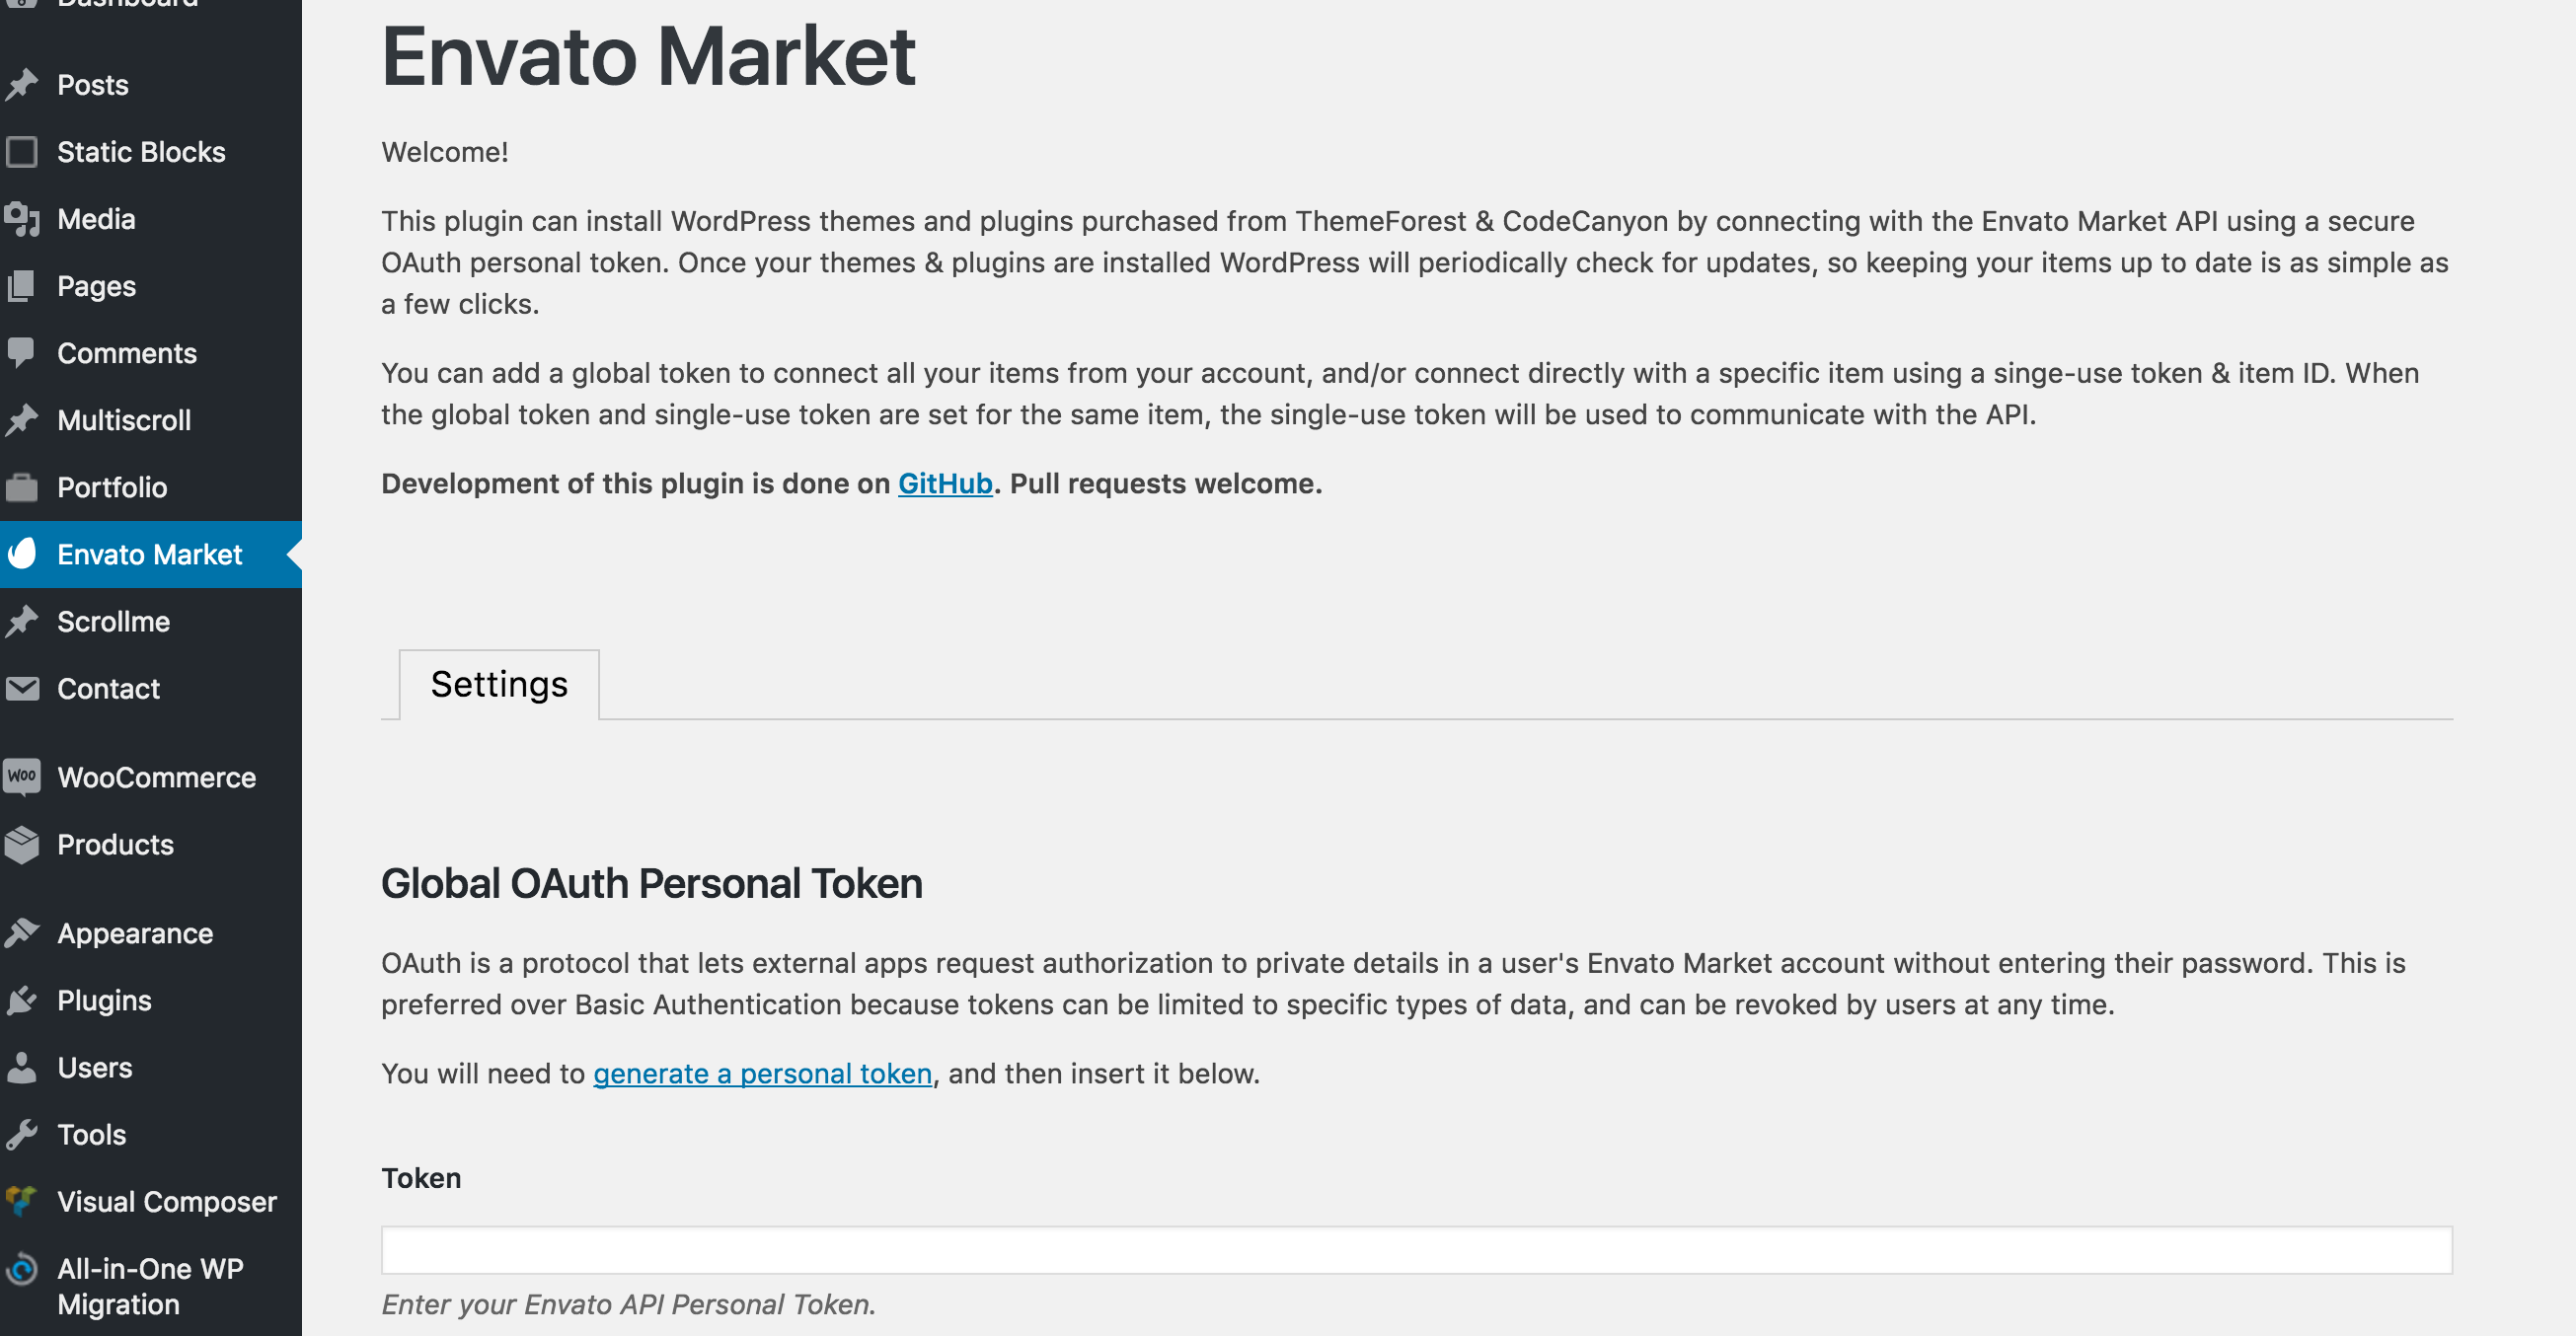 Dashboard
Posts
Static Blocks
Media
Pages
Comments
Multiscroll
Portfolio
Envato Market
Scrollme
Contact
Woo
WooCommerce
Products
Appearance
Plugins
Users
Tools
Visual Composer
All-in-One WP
Migration
Envato Market
Welcome!
This plugin can install WordPress themes and plugins purchased from ThemeForest & CodeCanyon by connecting with the Envato Market API using a secure
OAuth personal token. Once your themes & plugins are installed WordPress will periodically check for updates, so keeping your items up to date is as simple as
a few clicks.
You can add a global token to connect all your items from your account, and/or connect directly with a specific item using a singe-use token & item ID. When
the global token and single-use token are set for the same item, the single-use token will be used to communicate with the API.
Development of this plugin is done on GitHub. Pull requests welcome.
Settings
Global OAuth Personal Token
OAuth is a protocol that lets external apps request authorization to private details in a user's Envato Market account without entering their password. This is
preferred over Basic Authentication because tokens can be limited to specific types of data, and can be revoked by users at any time.
You will need to generate a personal token, and then insert it below.
Token
Enter your Envato API Personal Token.